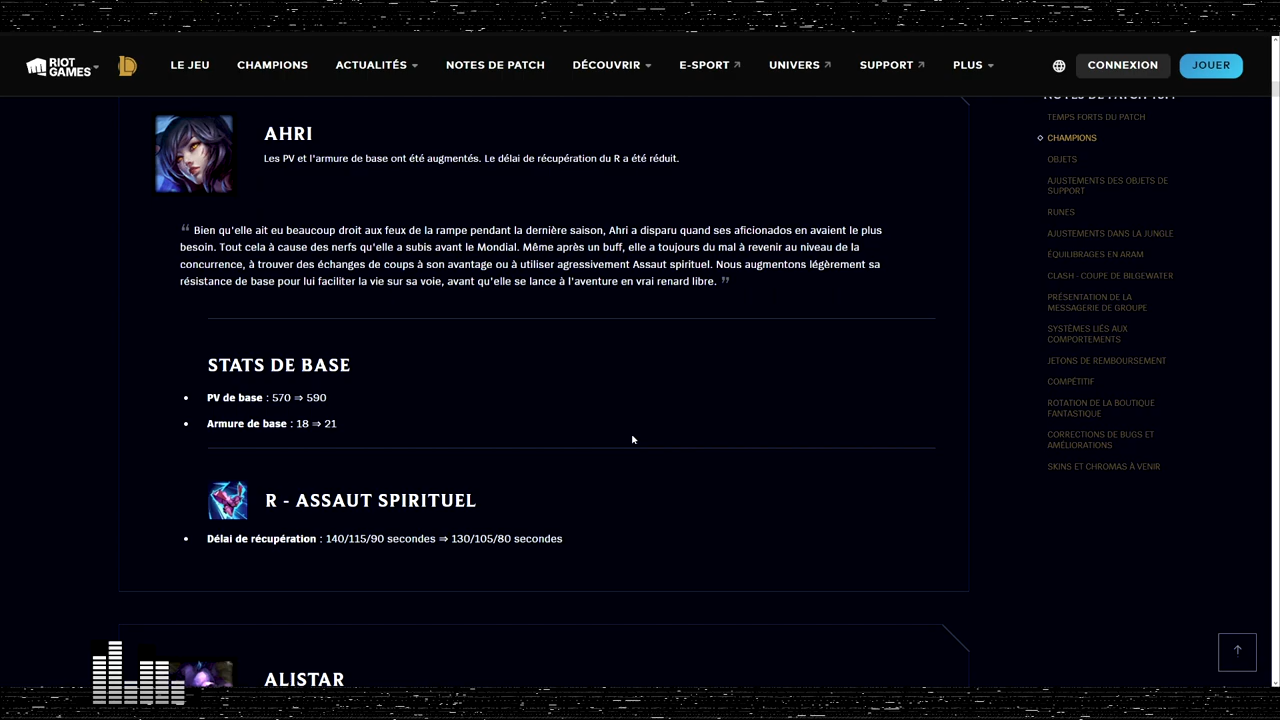 RIOT GAMES
LE JEU
CHAMPIONS
ACTUALITÉS
NOTES DE PATCH
DÉCOUVRIR
E-SPORT
UNIVERS
SUPPORT
PLUS
CONNEXION
JOUER
AHRI
Les PV et l'armure de base ont été augmentés. Le délai de récupération du R a été réduit.
“ Bien qu'elle ait eu beaucoup droit aux feux de la rampe pendant la dernière saison, Ahri a disparu quand ses aficionados en avaient le plus
besoin. Tout cela à cause des nerfs qu'elle a subis avant le Mondial. Même après un buff, elle a toujours du mal à revenir au niveau de la
concurrence, à trouver des échanges de coups à son avantage ou à utiliser agressivement Assaut spirituel. Nous augmentons légèrement sa
résistance de base pour lui faciliter la vie sur sa voie, avant qu'elle se lance à l'aventure en vrai renard libre. ”
STATS DE BASE
• PV de base : 570 ⇒ 590
• Armure de base : 18 ⇒ 21
R - ASSAUT SPIRITUEL
• Délai de récupération : 140/115/90 secondes ⇒ 130/105/80 secondes
ALISTAR
NOTES DE PATCH
TEMPS FORTS DU PATCH
CHAMPIONS
OBJETS
AJUSTEMENTS DES OBJETS DE
SUPPORT
RUNES
AJUSTEMENTS DANS LA JUNGLE
ÉQUILIBRAGES EN ARAM
CLASH - COUPE DE BILGEWATER
PRÉSENTATION DE LA
MESSAGERIE DE GROUPE
SYSTÈMES LIÉS AUX
COMPORTEMENTS
JETONS DE REMBOURSEMENT
COMPÉTITIF
ROTATION DE LA BOUTIQUE
FANTASTIQUE
CORRECTIONS DE BUGS ET
AMÉLIORATIONS
SKINS ET CHROMAS À VENIR